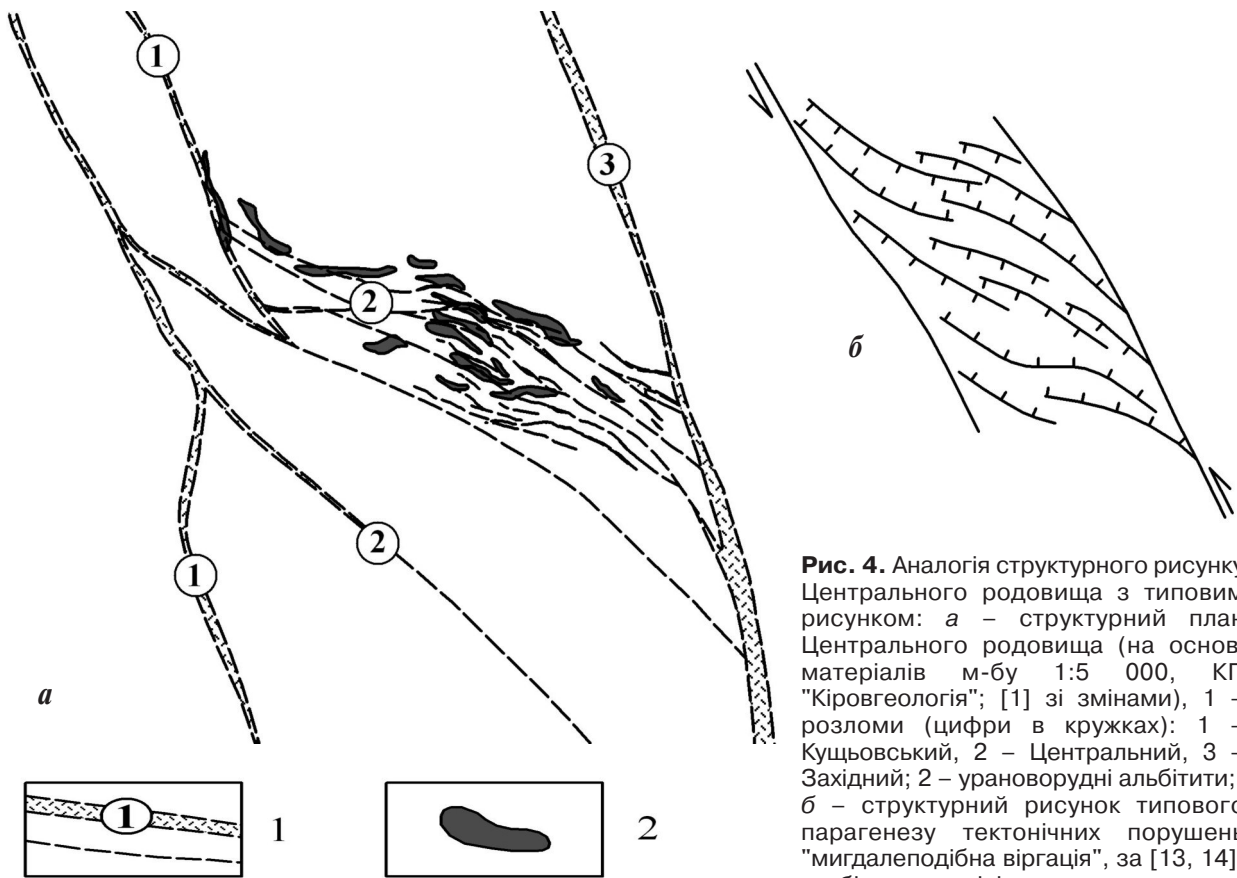 1
3
2
б
2
1
а
1
1
2
Рис. 4. Аналогія структурного рисунку
Центрального родовища з типовим
рисунком: а – структурний план
Центрального родовища (на основ
матеріалів м-бу 1:5 000, КП
"Кіровгеологія"; [1] зі змінами), 1 –
розломи (цифри в кружках): 1 –
Кущьовський, 2 – Центральний, 3 –
Західний; 2 – урановорудні альбітити;
б – структурний рисунок типового
парагенезу тектонічних порушень
"мигдалеподібна віргація", за [13, 14]